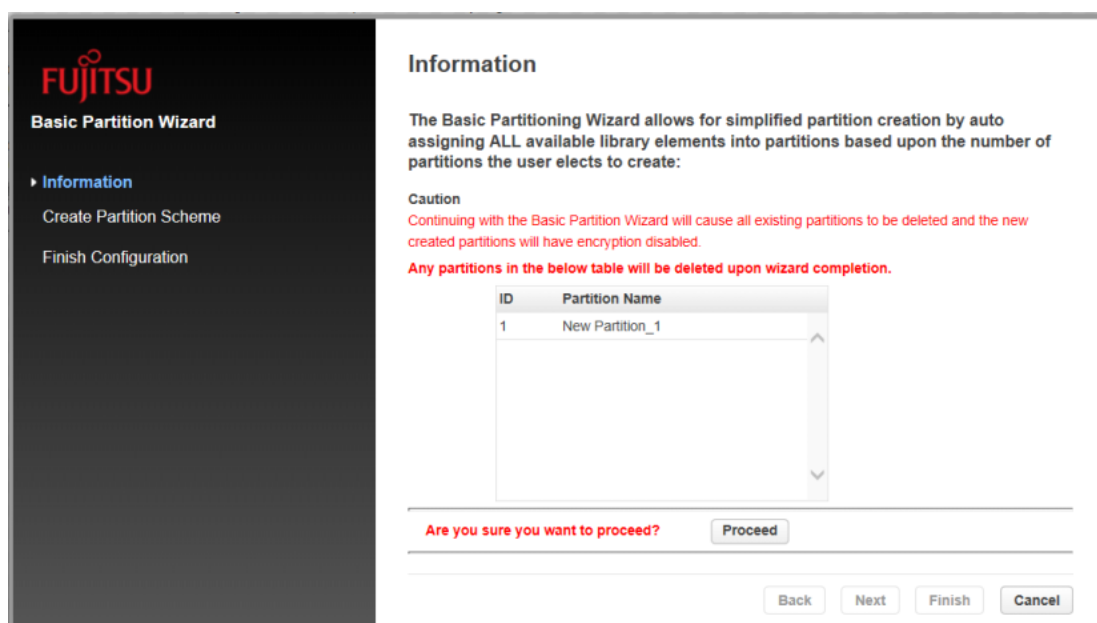 FUJITSU
Basic Partition Wizard
Information
Create Partition Scheme
Finish Configuration
Information
The Basic Partitioning Wizard allows for simplified partition creation by auto
assigning ALL available library elements into partitions based upon the number of
partitions the user elects to create:
Caution
Continuing with the Basic Partition Wizard will cause all existing partitions to be deleted and the new
created partitions will have encryption disabled.
Any partitions in the below table will be deleted upon wizard completion.
ID Partition Name
1 New Partition_1
Are you sure you want to proceed? Proceed
Back Next Finish Cancel